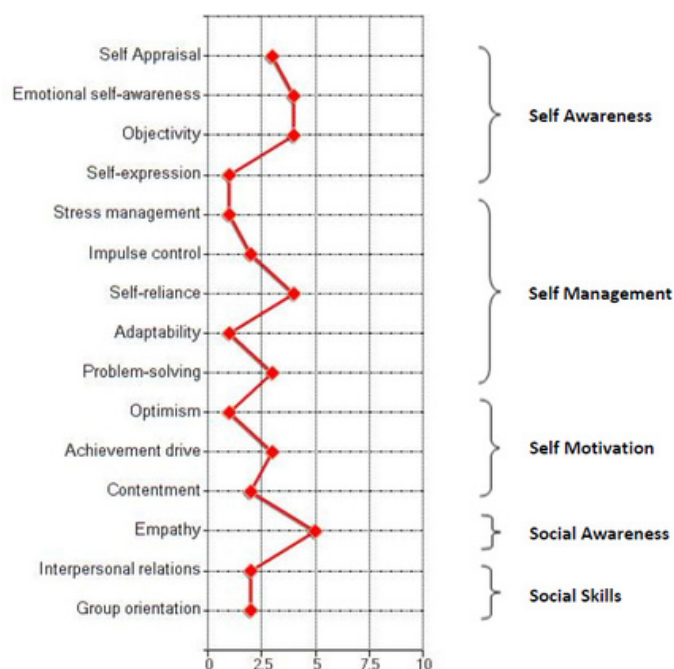 Self Appraisal
Emotional self-awareness
Objectivity
Self-expression
Self Awareness
Stress management
Impulse control
Self-reliance
Adaptability
Problem-solving
Self Management
Optimism
Achievement drive
Contentment
Self Motivation
Empathy
Social Awareness
Interpersonal relations
Group orientation
Social Skills
0 2.5 5 7.5 10